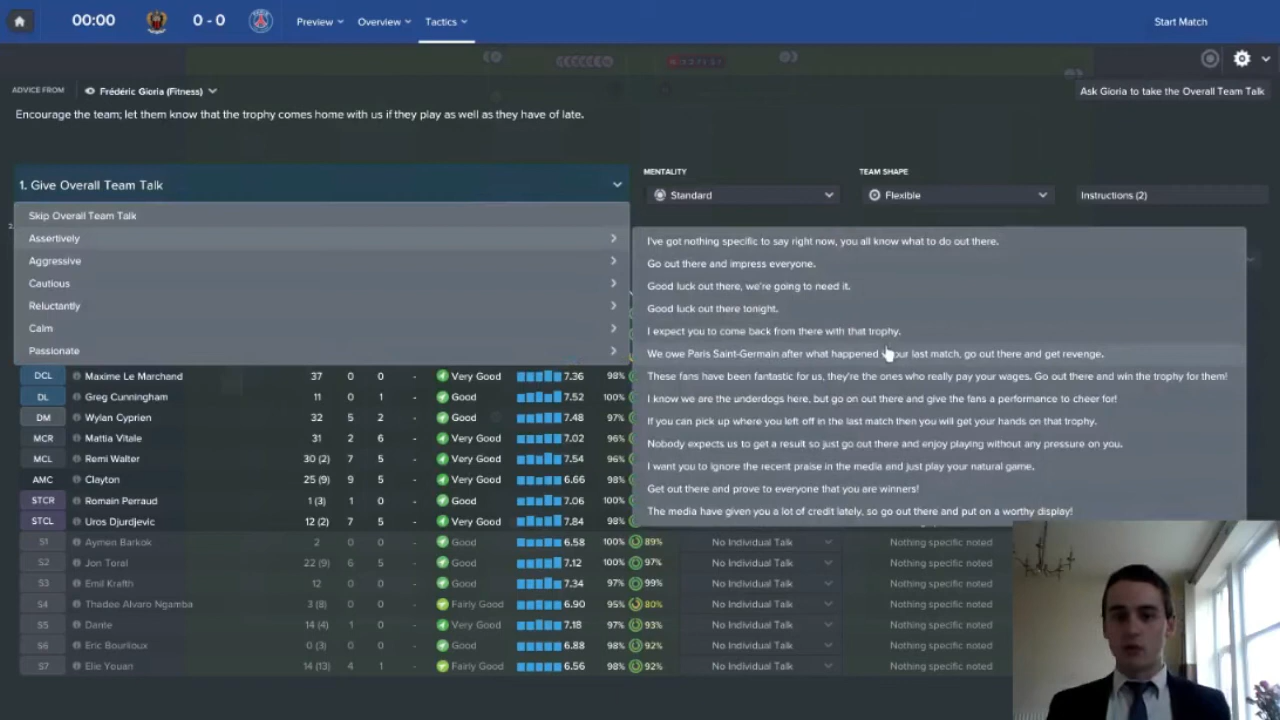 00:00 0 - 0 Preview Overview Tactics Start Match
ADVICE FROM Frédéric Gioria (Fitness) Ask Gioria to take the Overall Team Talk
Encourage the team; let them know that the trophy comes home with us if they play as well as they have of late.
MENTALITY TEAM SHAPE
1. Give Overall Team Talk Standard Flexible Instructions (2)
Skip Overall Team Talk
Assertively I've got nothing specific to say right now, you all know what to do out there.
Aggressive Go out there and impress everyone.
Cautious Good luck out there, we're going to need it.
Reluctantly Good luck out there tonight.
Calm I expect you to come back from there with that trophy.
Passionate We owe Paris Saint-Germain after what happened our last match, go out there and get revenge.
DCL Maxime Le Marchand 37 0 0 - Very Good 7.36 98% These fans have been fantastic for us, they're the ones who really pay your wages. Go out there and win the trophy for them!
DL Greg Cunningham 11 0 1 - Good 7.52 100% I know we are the underdogs here, but go on out there and give the fans a performance to cheer for!
DM Wylan Cyprien 32 5 2 - Good 7.48 97% If you can pick up where you left off in the last match then you will get your hands on that trophy.
MCR Mattia Vitale 31 2 6 - Very Good 7.02 96% Nobody expects us to get a result so just go out there and enjoy playing without any pressure on you.
MCL Remi Walter 30 (2) 7 5 - Very Good 7.54 96% I want you to ignore the recent praise in the media and just play your natural game.
AMC Clayton 25 (9) 9 5 - Very Good 6.66 98% Get out there and prove to everyone that you are winners!
STCR Romain Perraud 1 (3) 1 0 - Good 7.06 100% The media have given you a lot of credit lately, so go out there and put on a worthy display!
STCL Uros Djurdjevic 12 (2) 7 5 - Very Good 7.84 98%
S1 Aymen Barkok 2 0 0 - Good 6.58 100% 89% No Individual Talk Nothing specific noted
S2 Jon Toral 22 (9) 6 5 - Good 7.12 100% 97% No Individual Talk Nothing specific noted
S3 Emil Krafth 12 0 0 - Good 7.34 97% 99% No Individual Talk Nothing specific noted
S4 Thadee Alvaro Ngamba 3 (8) 0 0 - Fairly Good 6.90 95% 80% No Individual Talk Nothing specific noted
S5 Dante 14 (4) 1 0 - Very Good 7.18 97% 93% No Individual Talk Nothing specific noted
S6 Eric Bourlioux 0 (3) 0 0 - Good 6.88 98% 92% No Individual Talk Nothing specific noted
S7 Elie Youan 14 (13) 4 1 - Fairly Good 6.56 98% 92% No Individual Talk Nothing specific noted